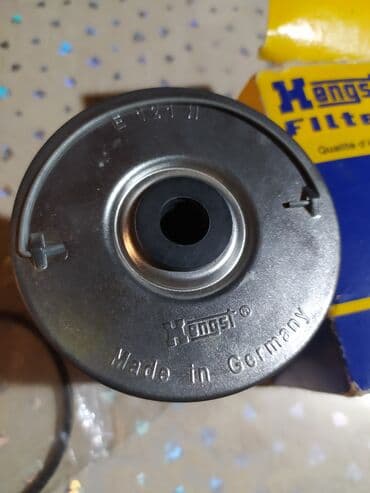 E 121 H
Hengst®
Made in Germany
Hengst
Filte
Qualité d'